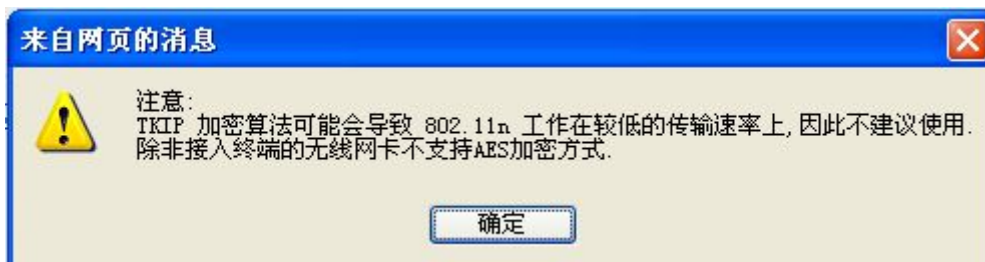 来自网页的消息
注意:
TKIP 加密算法可能会导致 802.11n 工作在较低的传输速率上,因此不建议使用.
除非接入终端的无线网卡不支持AES加密方式.
确定